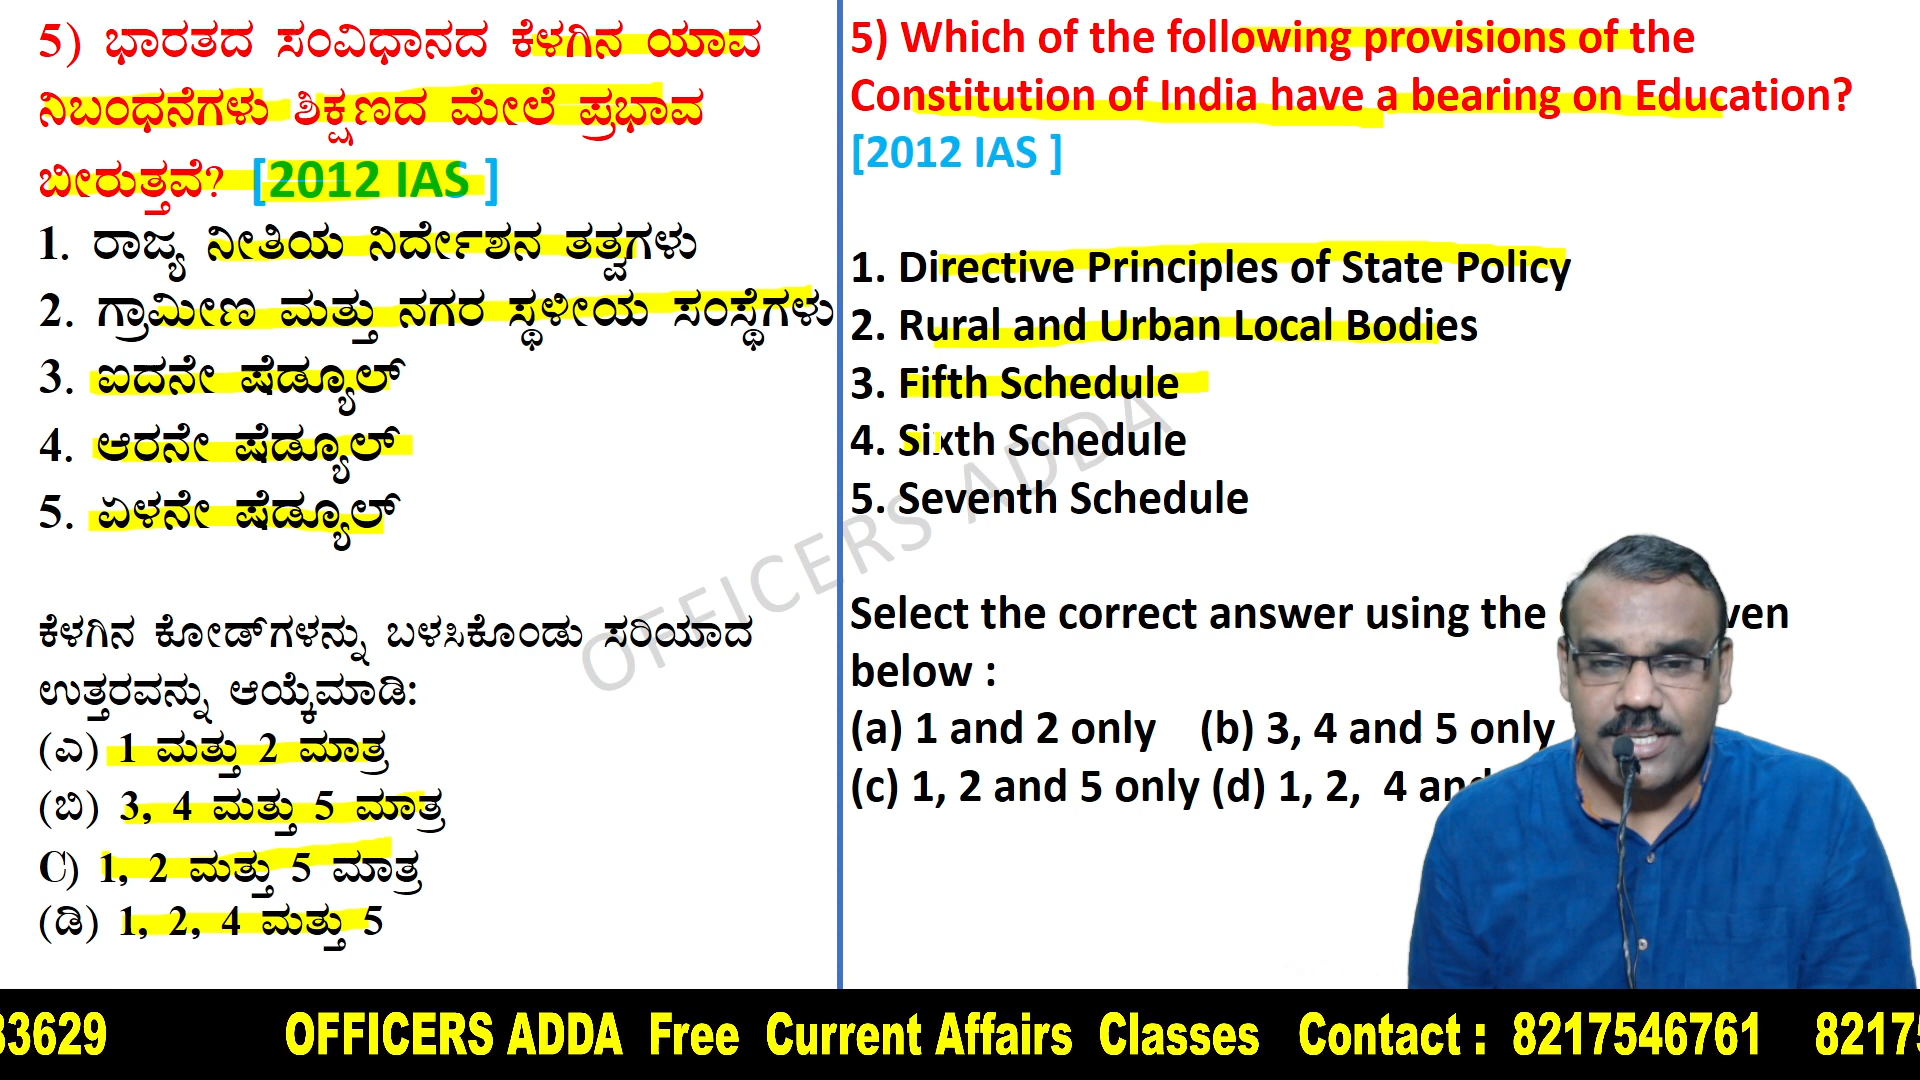 5) ಭಾರತದ ಸಂವಿಧಾನದ ಕೆಳಗಿನ ಯಾವ
ನಿಬಂಧನೆಗಳು ಶಿಕ್ಷಣದ ಮೇಲೆ ಪ್ರಭಾವ
ಬೀರುತ್ತವೆ? [2012 IAS ]
1. ರಾಜ್ಯ ನೀತಿಯ ನಿರ್ದೇಶನ ತತ್ವಗಳು
2. ಗ್ರಾಮೀಣ ಮತ್ತು ನಗರ ಸ್ಥಳೀಯ ಸಂಸ್ಥೆಗಳು
3. ಐದನೇ ಷೆಡ್ಯೂಲ್
4. ಆರನೇ ಷೆಡ್ಯೂಲ್
5. ಏಳನೇ ಷೆಡ್ಯೂಲ್
ಕೆಳಗಿನ ಕೋಡ್‌ಗಳನ್ನು ಬಳಸಿಕೊಂಡು ಸರಿಯಾದ
ಉತ್ತರವನ್ನು ಆಯ್ಕೆಮಾಡಿ:
(ಎ) 1 ಮತ್ತು 2 ಮಾತ್ರ
(ಬಿ) 3, 4 ಮತ್ತು 5 ಮಾತ್ರ
C) 1, 2 ಮತ್ತು 5 ಮಾತ್ರ
(ಡಿ) 1, 2, 4 ಮತ್ತು 5
5) Which of the following provisions of the
Constitution of India have a bearing on Education?
[2012 IAS ]
1. Directive Principles of State Policy
2. Rural and Urban Local Bodies
3. Fifth Schedule
4. Sixth Schedule
5. Seventh Schedule
Select the correct answer using the
below :
(a) 1 and 2 only (b) 3, 4 and 5 only
(c) 1, 2 and 5 only (d) 1, 2, 4
OFFICERS ADDA
33629 OFFICERS ADDA Free Current Affairs Classes Contact : 8217546761 8217